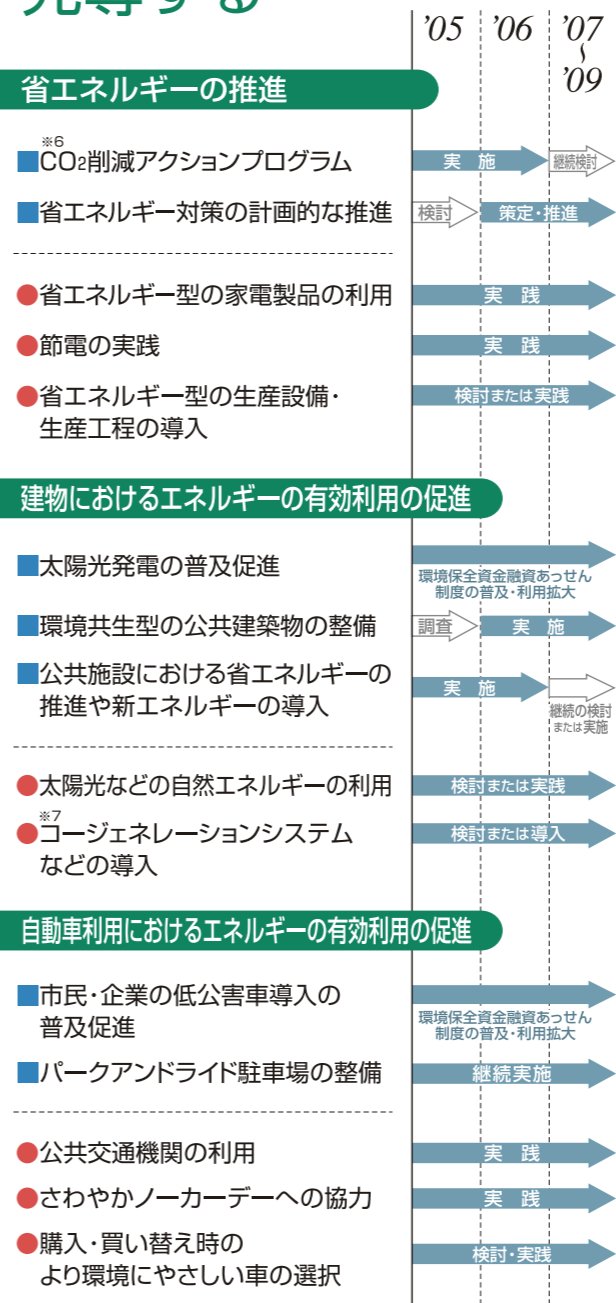 '05 '06 '07
〜
'09
省エネルギーの推進
※6
■CO₂削減アクションプログラム 実 施 継続検討
■省エネルギー対策の計画的な推進 検討 策定・推進
●省エネルギー型の家電製品の利用 実 践
●節電の実践 実 践
●省エネルギー型の生産設備・ 検討または実践
生産工程の導入
建物におけるエネルギーの有効利用の促進
■太陽光発電の普及促進
環境保全資金融資あっせん
制度の普及・利用拡大
■環境共生型の公共建築物の整備 調査 実 施
■公共施設における省エネルギーの
推進や新エネルギーの導入
実 施
継続の検討
または実施
●太陽光などの自然エネルギーの利用 検討または実践
※7
●コージェネレーションシステム 検討または導入
などの導入
自動車利用におけるエネルギーの有効利用の促進
■市民・企業の低公害車導入の
普及促進
環境保全資金融資あっせん
制度の普及・利用拡大
■パークアンドライド駐車場の整備 継続実施
●公共交通機関の利用 実 践
●さわやかノーカーデーへの協力 実 践
●購入・買い替え時の
より環境にやさしい車の選択
検討・実践